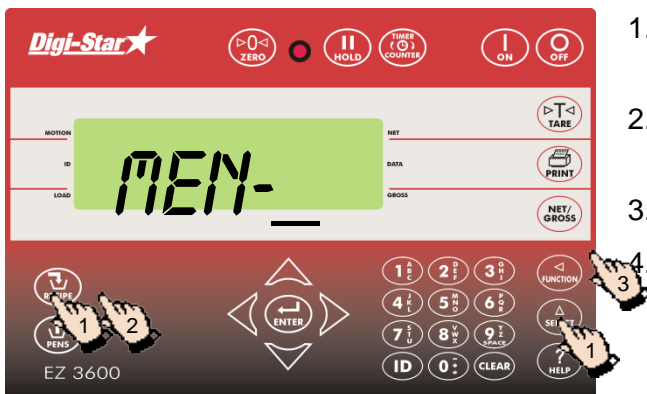 Digi-Star
0 ZERO
HOLD
TIMER COUNTER
ON
OFF
1.
T TARE
2.
MOTION
NET
ID
DATA
PRINT
LOAD
GROSS
MEN-_
NET/ GROSS
3.
4.
1 A B C
2 D E F
3 G H I
FUNCTION
3
RECIPE
1
2
ENTER
4 J K L
5 M N O
6 P Q R
SELECT
1
PENS
7 S T U
8 V W X
9 Y Z SPACE
EZ 3600
ID
0 - : *
CLEAR
? HELP